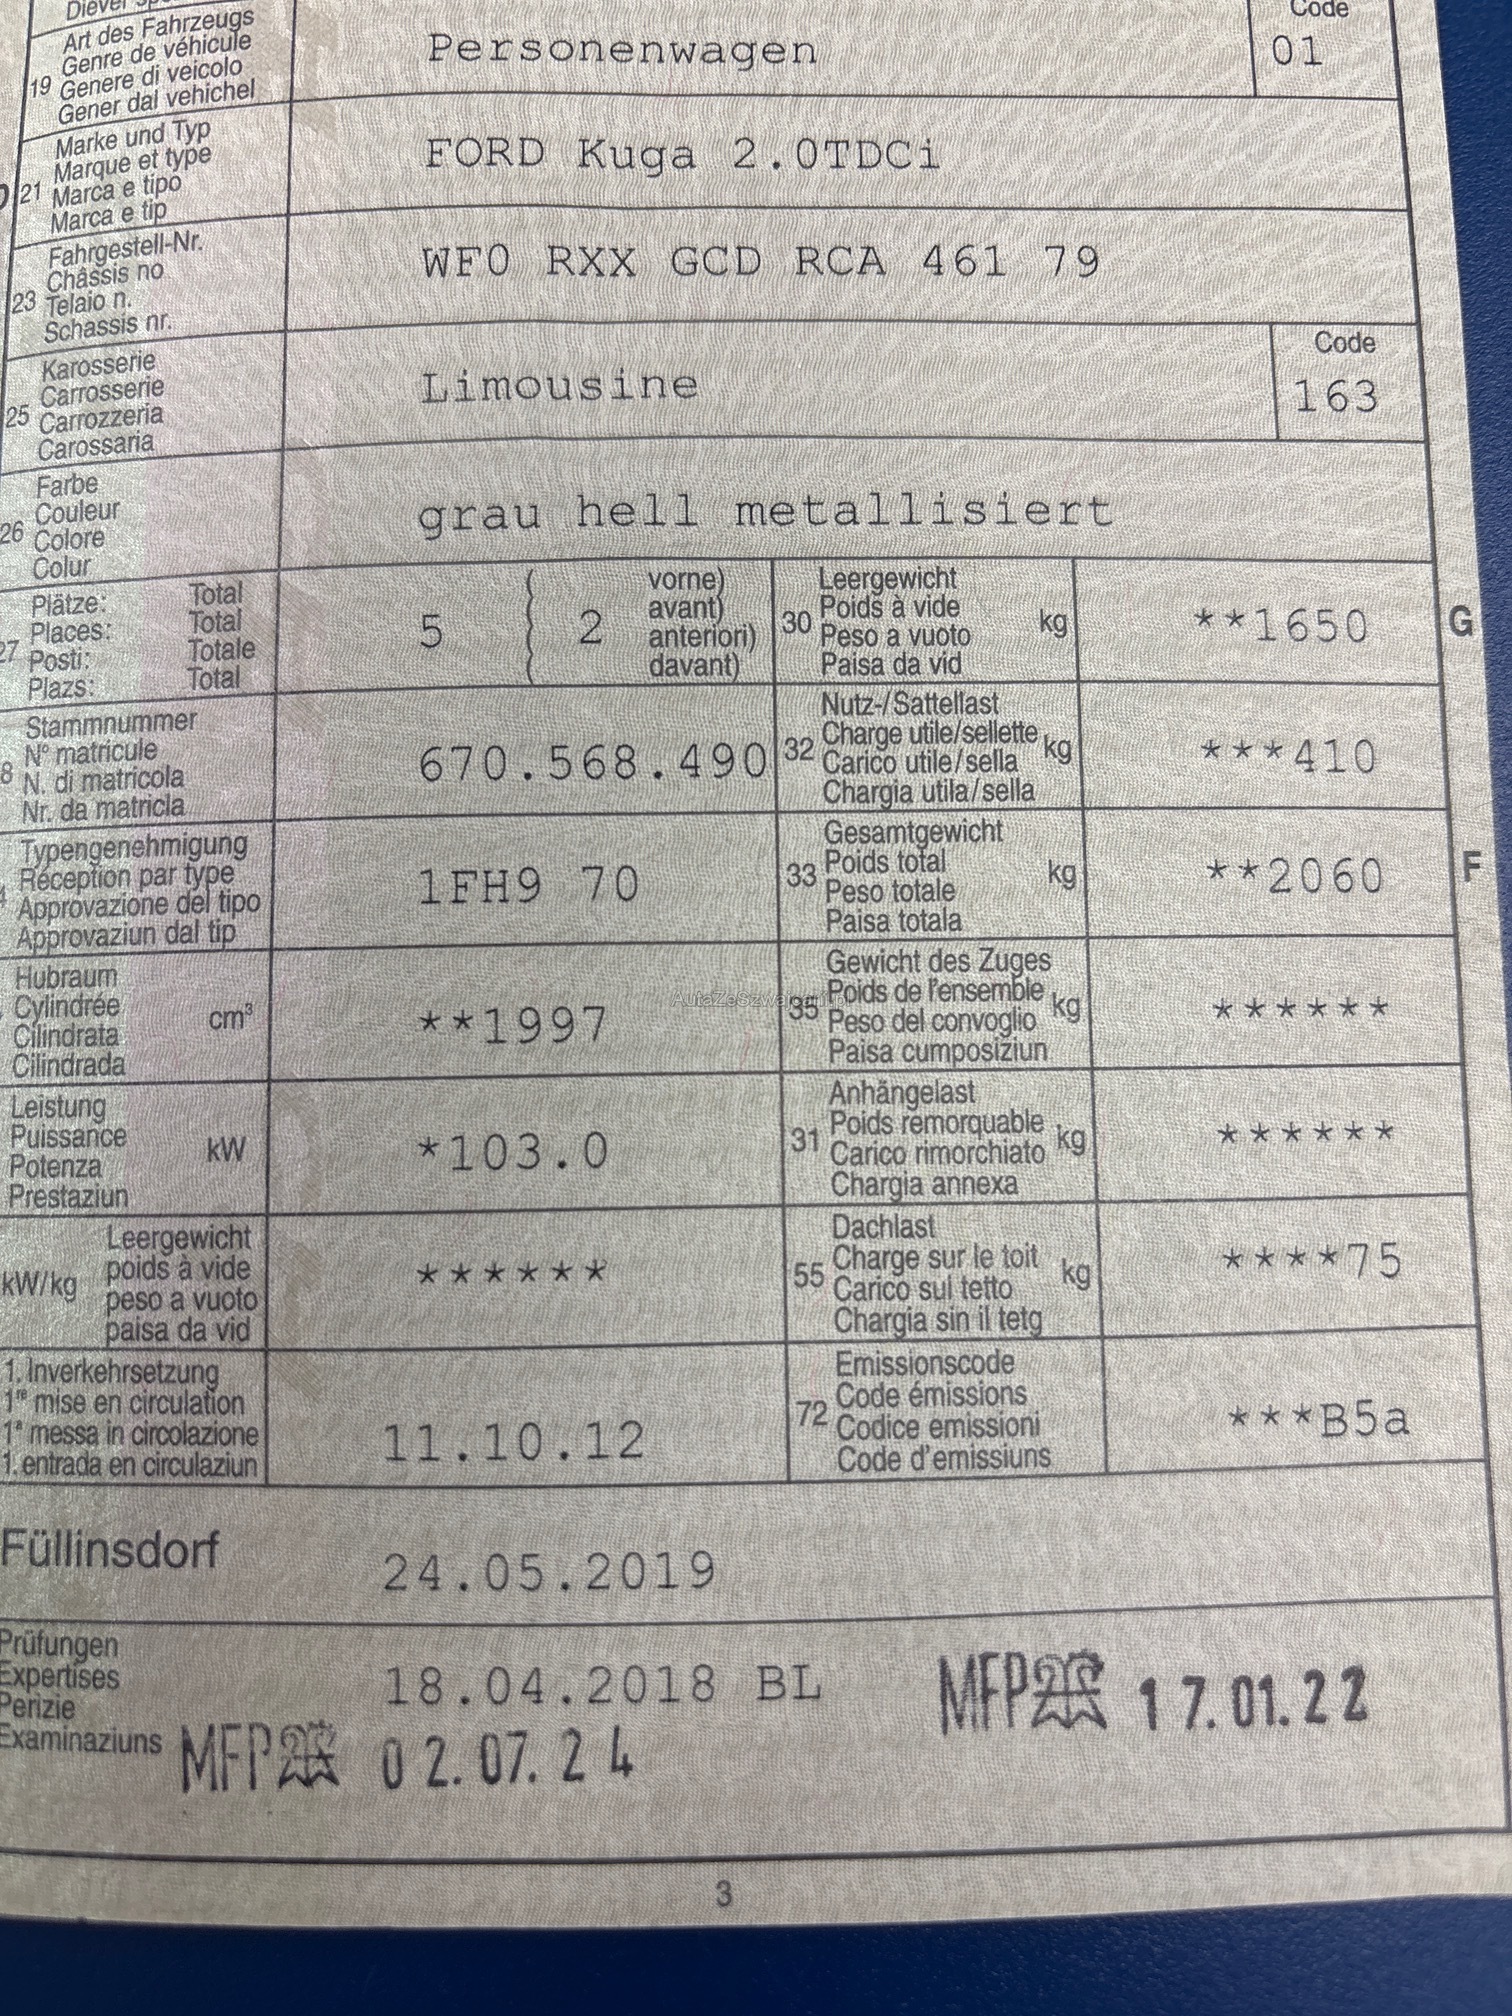 Art des Fahrzeugs
Code
Genre de véhicule
Personenwagen
01
19 Genere di veicolo
Gener dal vehichel
Marke und Typ
Marque et type
FORD Kuga 2.0TDCi
21 Marca e tipo
Marca e tip
Fahrgestell-Nr.
Châssis no
WF0 RXX GCD RCA 461 79
23 Telaio n.
Schassis nr.
Karosserie
Code
Carrosserie
Limousine
163
25 Carrozzeria
Carossaria
Farbe
Couleur
grau hell metallisiert
26 Colore
Colur
Plätze: Total
Places: Total
Posti: Totale
Plazs: Total
5 { 2
vorne)
avant)
anteriori)
davant)
Leergewicht
30 Poids à vide kg
Peso a vuoto
Paisa da vid
**1650
G
Stammnummer
N° matricule
8 N. di matricola
Nr. da matricla
670.568.490
Nutz-/Sattellast
32 Charge utile/sellette kg
Carico utile/sella
Chargia utila/sella
***410
Typengenehmigung
Réception par type
Approvazione del tipo
Approvaziun dal tip
1FH9 70
Gesamtgewicht
33 Poids total kg
Peso totale
Paisa totala
**2060
F
Hubraum
Cylindrée cm³
Cilindrata
Cilindrada
**1997
Gewicht des Zuges
35 Poids de l'ensemble kg
Peso del convoglio
Paisa cumposiziun
******
Leistung
Puissance kW
Potenza
Prestaziun
*103.0
Anhängelast
31 Poids remorquable kg
Carico rimorchiato
Chargia annexa
******
Leergewicht
kW/kg poids à vide
peso a vuoto
paisa da vid
******
Dachlast
55 Charge sur le toit kg
Carico sul tetto
Chargia sin il tetg
****75
1. Inverkehrsetzung
1re mise en circulation
1a messa in circolazione
1. entrada en circulaziun
11.10.12
Emissionscode
72 Code émissions
Codice emissioni
Code d'emissiuns
***B5a
Füllinsdorf
24.05.2019
Prüfungen
Expertises
Perizie
Examinaziuns
18.04.2018 BL
MFP 17.01.22
MFP 02.07.24
3